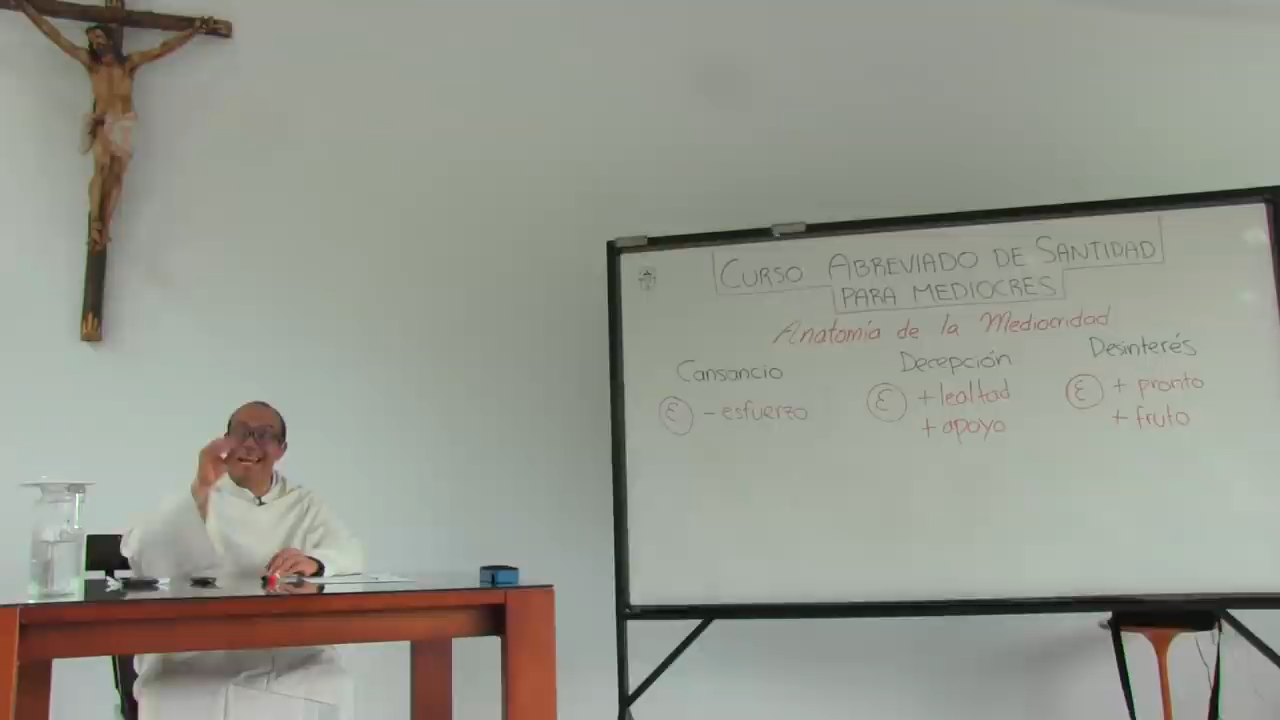 CURSO ABREVIADO DE SANTIDAD
PARA MEDIOCRES
Anatomía de la Mediocridad
Cansancio
ε - esfuerzo
Decepción
ε + lealtad
+ apoyo
Desinterés
ε + pronto
+ fruto